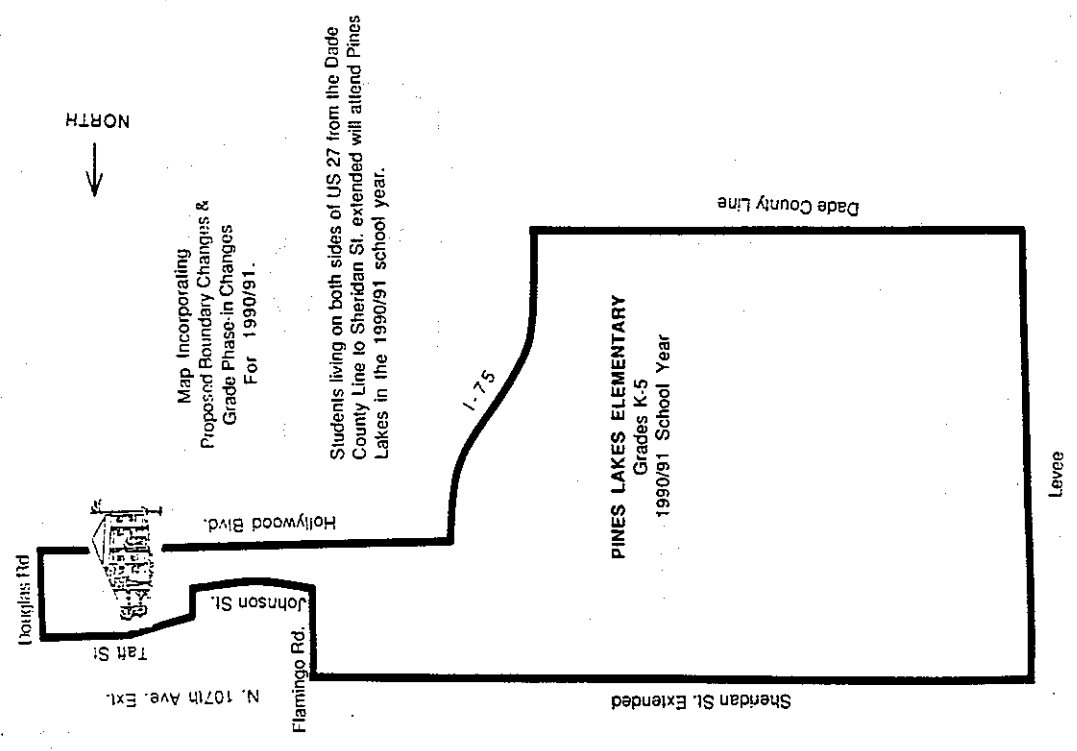 NORTH
Map Incorporating
Proposed Boundary Changes &
Grade Phase-in Changes
For 1990/91.
Students living on both sides of US 27 from the Dade
County Line to Sheridan St. extended will attend Pines
Lakes in the 1990/91 school year.
Douglas Rd
Taft St
N. 107th Ave. Ext.
Hollywood Blvd.
Johnson St.
Flamingo Rd.
I-75
PINES LAKES ELEMENTARY
Grades K-5
1990/91 School Year
Dade County Line
Sheridan St. Extended
Levee